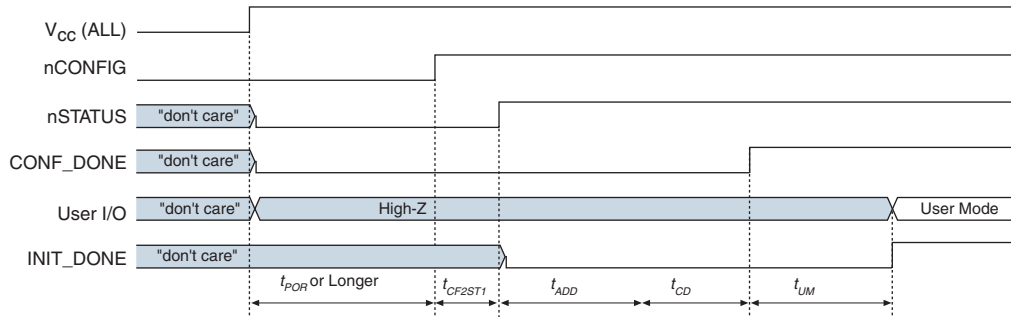 VCC (ALL)
nCONFIG
nSTATUS "don't care"
CONF_DONE "don't care"
User I/O "don't care" High-Z User Mode
INIT_DONE "don't care"
tPOR or Longer tCF2ST1 tADD tCD tUM